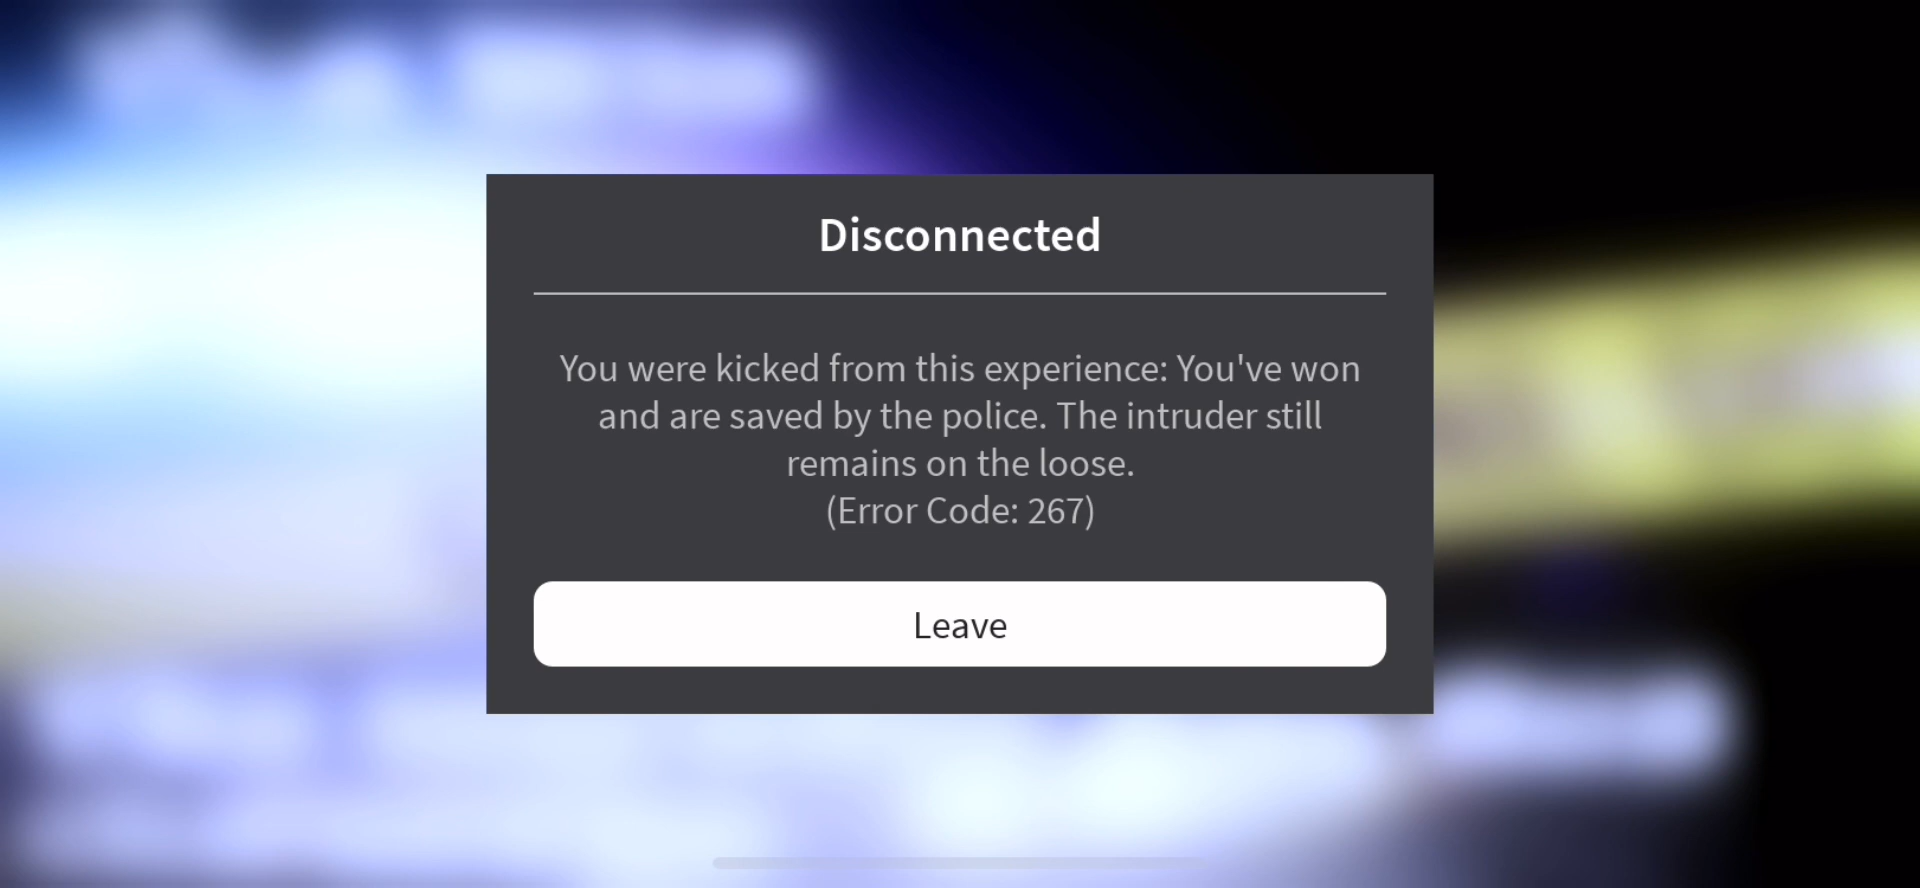 Disconnected
You were kicked from this experience: You've won
and are saved by the police. The intruder still
remains on the loose.
(Error Code: 267)
Leave